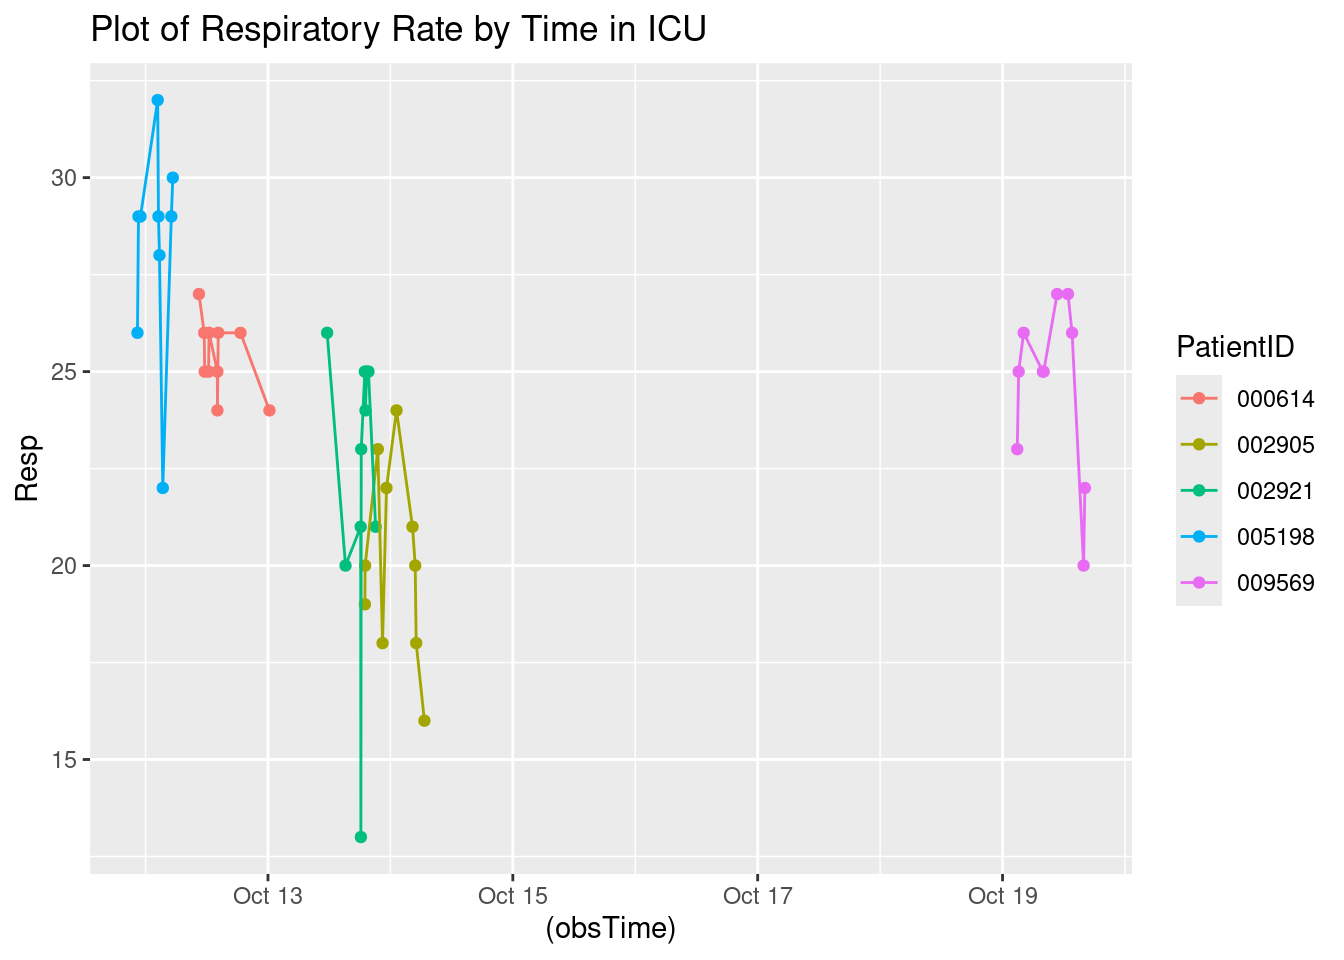 Plot of Respiratory Rate by Time in ICU
30
25
20
15
Resp
Oct 13
Oct 15
Oct 17
Oct 19
(obsTime)
PatientID
000614
002905
002921
005198
009569